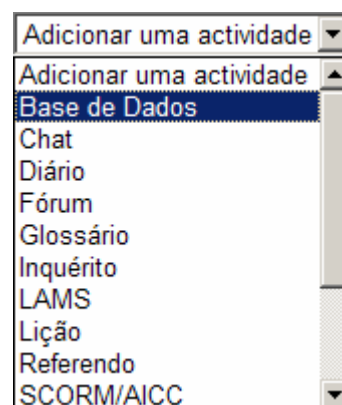 Adicionar uma actividade
Adicionar uma actividade
Base de Dados
Chat
Diário
Fórum
Glossário
Inquérito
LAMS
Lição
Referendo
SCORM/AICC